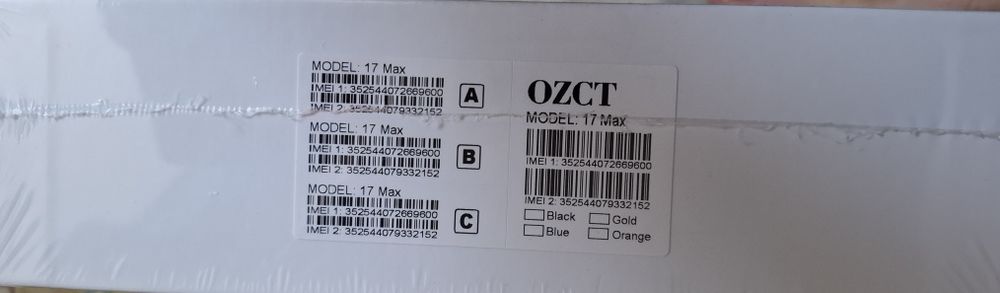 MODEL: 17 Max
IMEI 1: 352544072669600
IMEI 2: 352544079332152
A
MODEL: 17 Max
IMEI 1: 352544072669600
IMEI 2: 352544079332152
B
MODEL: 17 Max
IMEI 1: 352544072669600
IMEI 2: 352544079332152
C
OZCT
MODEL: 17 Max
IMEI 1: 352544072669600
IMEI 2: 352544079332152
Black Gold
Blue Orange